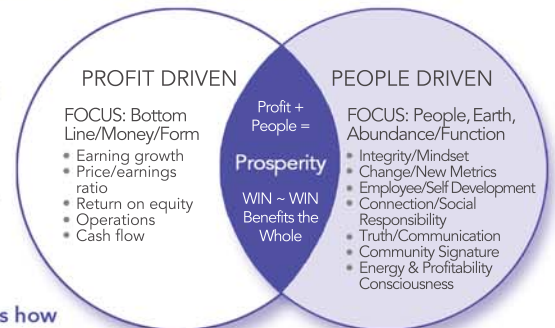 PROFIT DRIVEN
FOCUS: Bottom
Line/Money/Form
• Earning growth
• Price/earnings
ratio
• Return on equity
• Operations
• Cash flow
Profit +
People =
Prosperity
WIN ~ WIN
Benefits the
Whole
PEOPLE DRIVEN
FOCUS: People, Earth,
Abundance/Function
• Integrity/Mindset
• Change/New Metrics
• Employee/Self Development
• Connection/Social
Responsibility
• Truth/Communication
• Community Signature
• Energy & Profitability
Consciousness
how